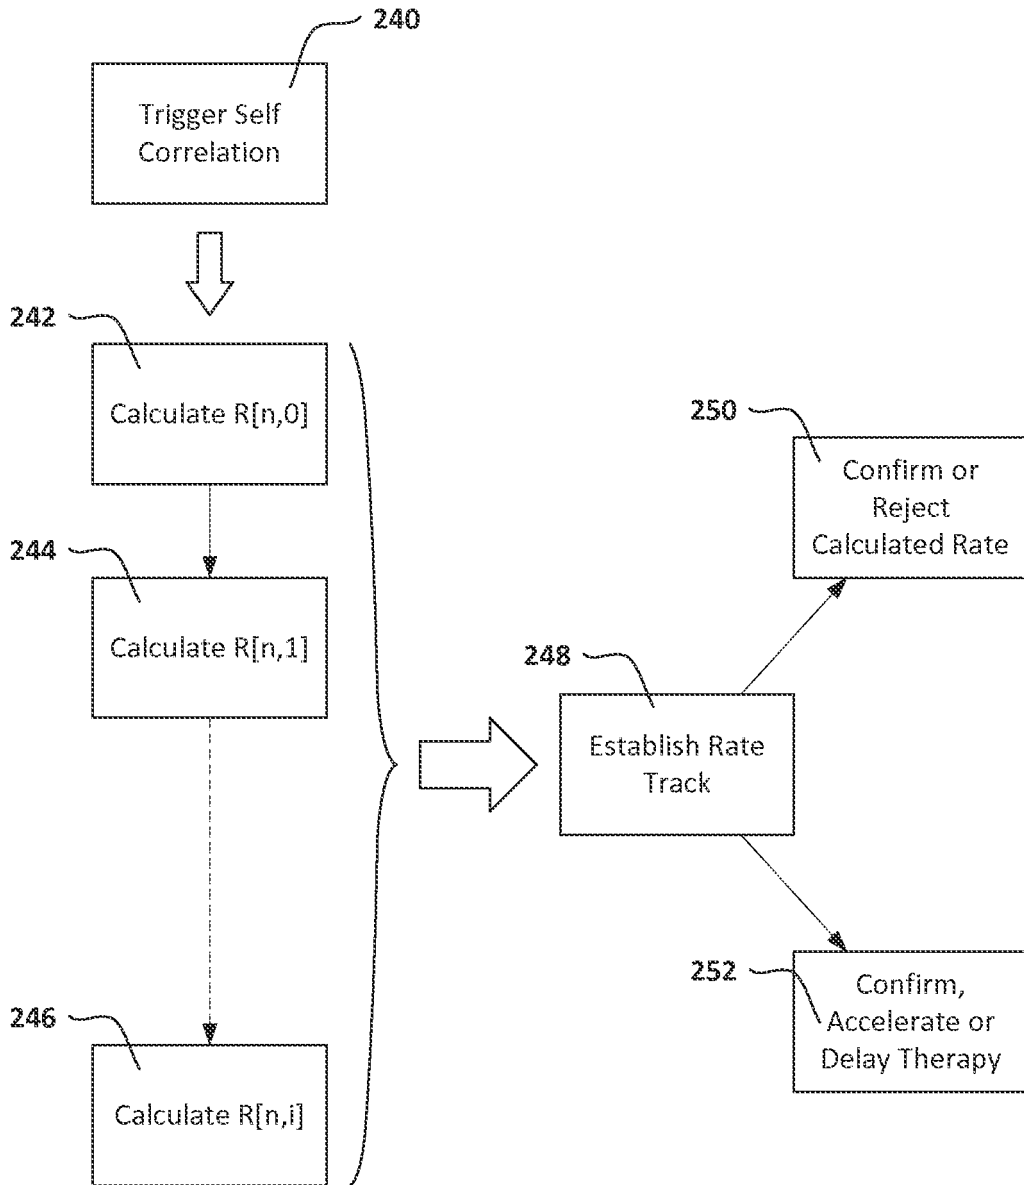 240
Trigger Self
Correlation
242
Calculate R[n,0]
244
Calculate R[n,1]
246
Calculate R[n,i]
248
Establish Rate
Track
250
Confirm or
Reject
Calculated Rate
252
Confirm,
Accelerate or
Delay Therapy